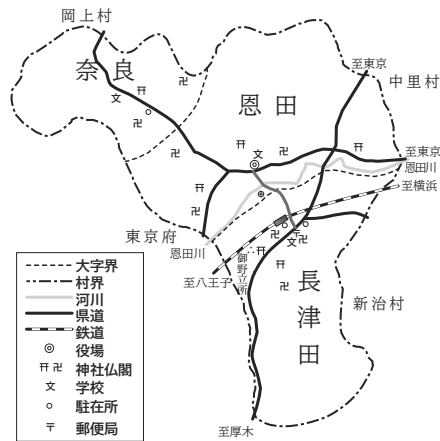 岡上村
奈良
恩田
至東京
中里村
至東京
恩田川
至横浜
東京府
恩田川
至八王子
御野立所
長津田
新治村
至厚木
大字界
村界
河川
県道
鉄道
役場
神社仏閣
学校
駐在所
郵便局